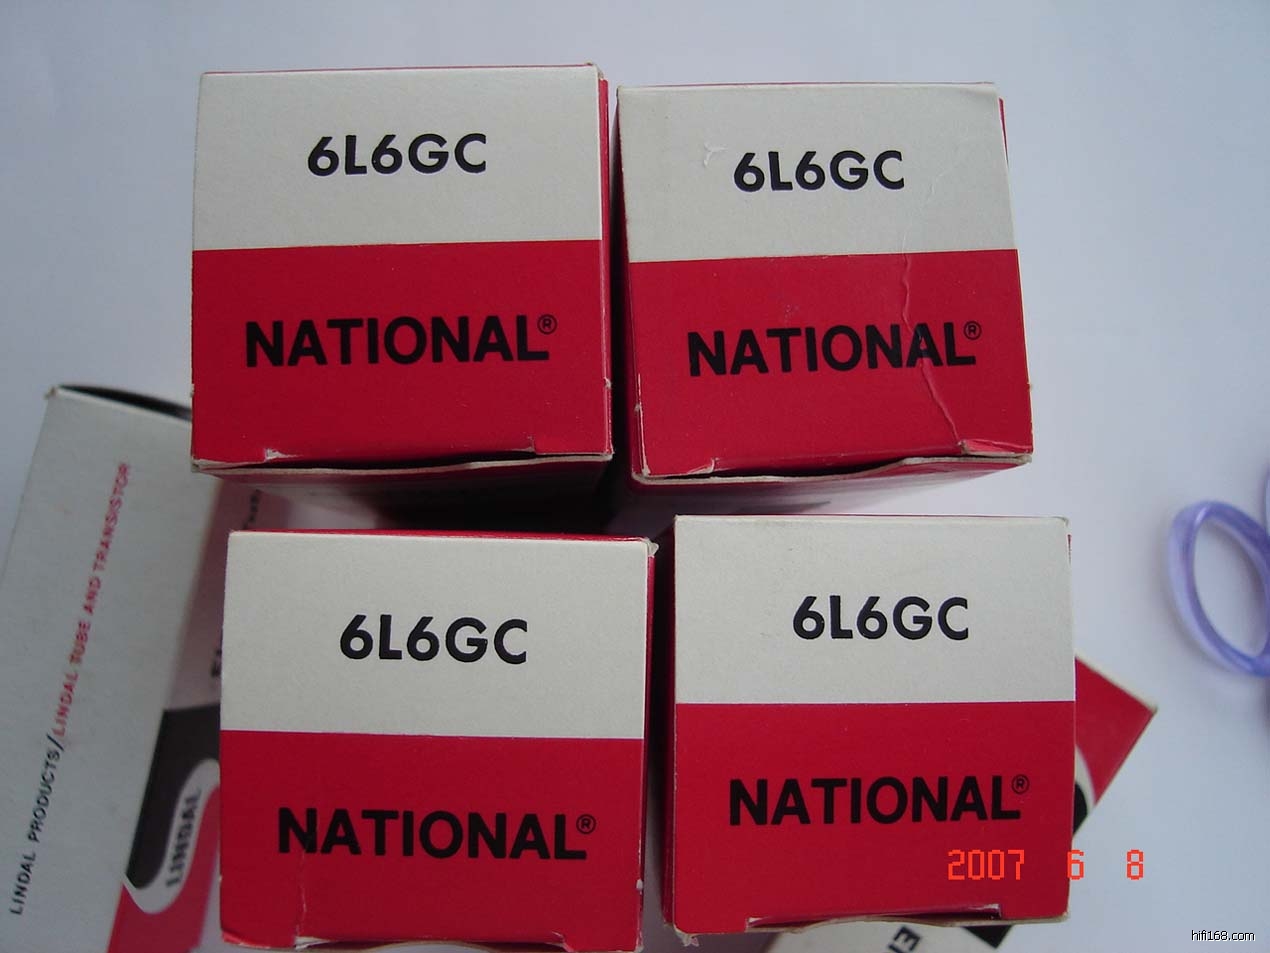 6L6GC
NATIONAL®
6L6GC
NATIONAL®
6L6GC
NATIONAL®
6L6GC
NATIONAL®
LINDAL PRODUCTS/LINDAL TUBE AND TRANSISTOR
LINDAL
2007 6 8
hifi168.com